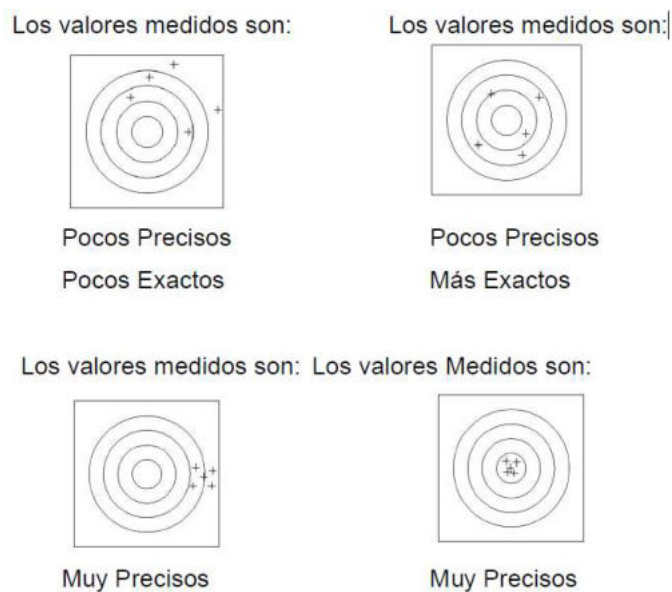 Los valores medidos son:
Los valores medidos son:
Pocos Precisos
Pocos Precisos
Pocos Exactos
Más Exactos
Los valores medidos son:
Los valores Medidos son:
Muy Precisos
Muy Precisos